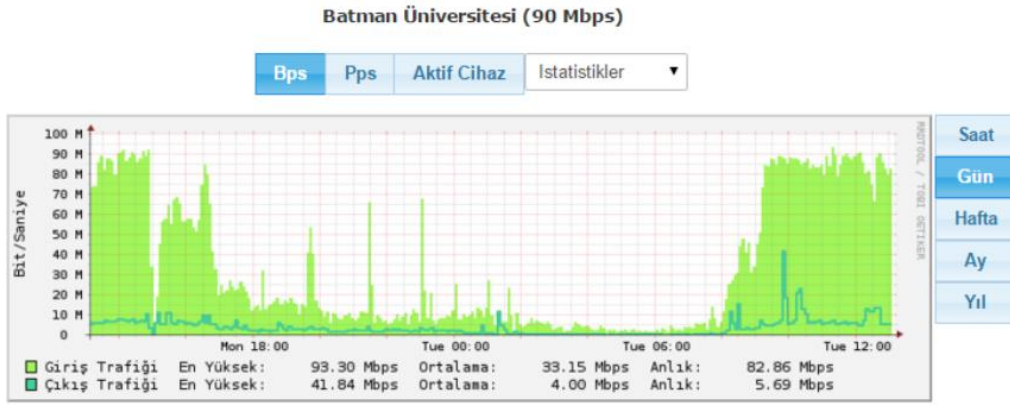 Batman Üniversitesi (90 Mbps)
Bps Pps Aktif Cihaz Istatistikler
RRDTOOL / TOBI OETIKER
Saat
Gün
Hafta
Ay
Yıl
Bit/Saniye
100 M
90 M
80 M
70 M
60 M
50 M
40 M
30 M
20 M
10 M
0
Mon 18:00 Tue 00:00 Tue 06:00 Tue 12:00
Giriş Trafiği En Yüksek: 93.30 Mbps Ortalama: 33.15 Mbps Anlık: 82.86 Mbps
Çıkış Trafiği En Yüksek: 41.84 Mbps Ortalama: 4.00 Mbps Anlık: 5.69 Mbps